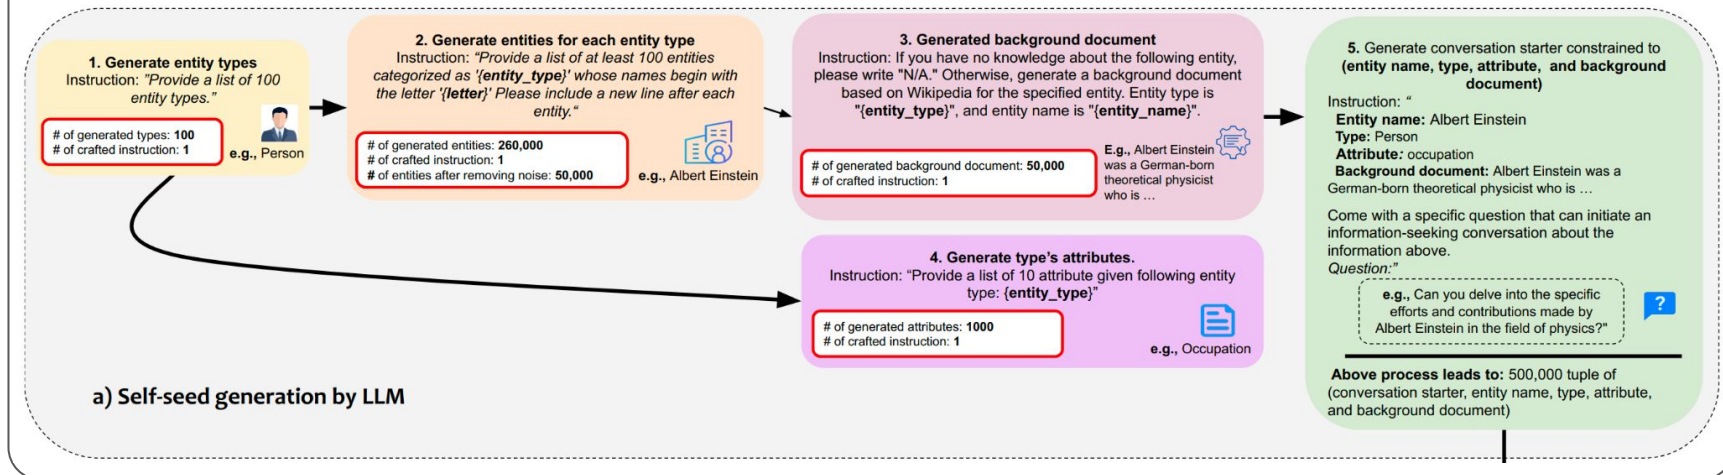 1. Generate entity types
Instruction: "Provide a list of 100
entity types."
# of generated types: 100
# of crafted instruction: 1
e.g., Person
2. Generate entities for each entity type
Instruction: “Provide a list of at least 100 entities
categorized as '{entity_type}' whose names begin with
the letter '{letter}' Please include a new line after each
entity.“
# of generated entities: 260,000
# of crafted instruction: 1
# of entities after removing noise: 50,000
e.g., Albert Einstein
3. Generated background document
Instruction: If you have no knowledge about the following entity,
please write "N/A." Otherwise, generate a background document
based on Wikipedia for the specified entity. Entity type is
"{entity_type}", and entity name is "{entity_name}".
# of generated background document: 50,000
# of crafted instruction: 1
E.g., Albert Einstein
was a German-born
theoretical physicist
who is …
4. Generate type’s attributes.
Instruction: “Provide a list of 10 attribute given following entity
type: {entity_type}”
# of generated attributes: 1000
# of crafted instruction: 1
e.g., Occupation
5. Generate conversation starter constrained to
(entity name, type, attribute, and background
document)
Instruction: “
Entity name: Albert Einstein
Type: Person
Attribute: occupation
Background document: Albert Einstein was a
German-born theoretical physicist who is …
Come with a specific question that can initiate an
information-seeking conversation about the
information above.
Question:”
e.g., Can you delve into the specific
efforts and contributions made by
Albert Einstein in the field of physics?"
?
Above process leads to: 500,000 tuple of
(conversation starter, entity name, type, attribute,
and background document)
a) Self-seed generation by LLM